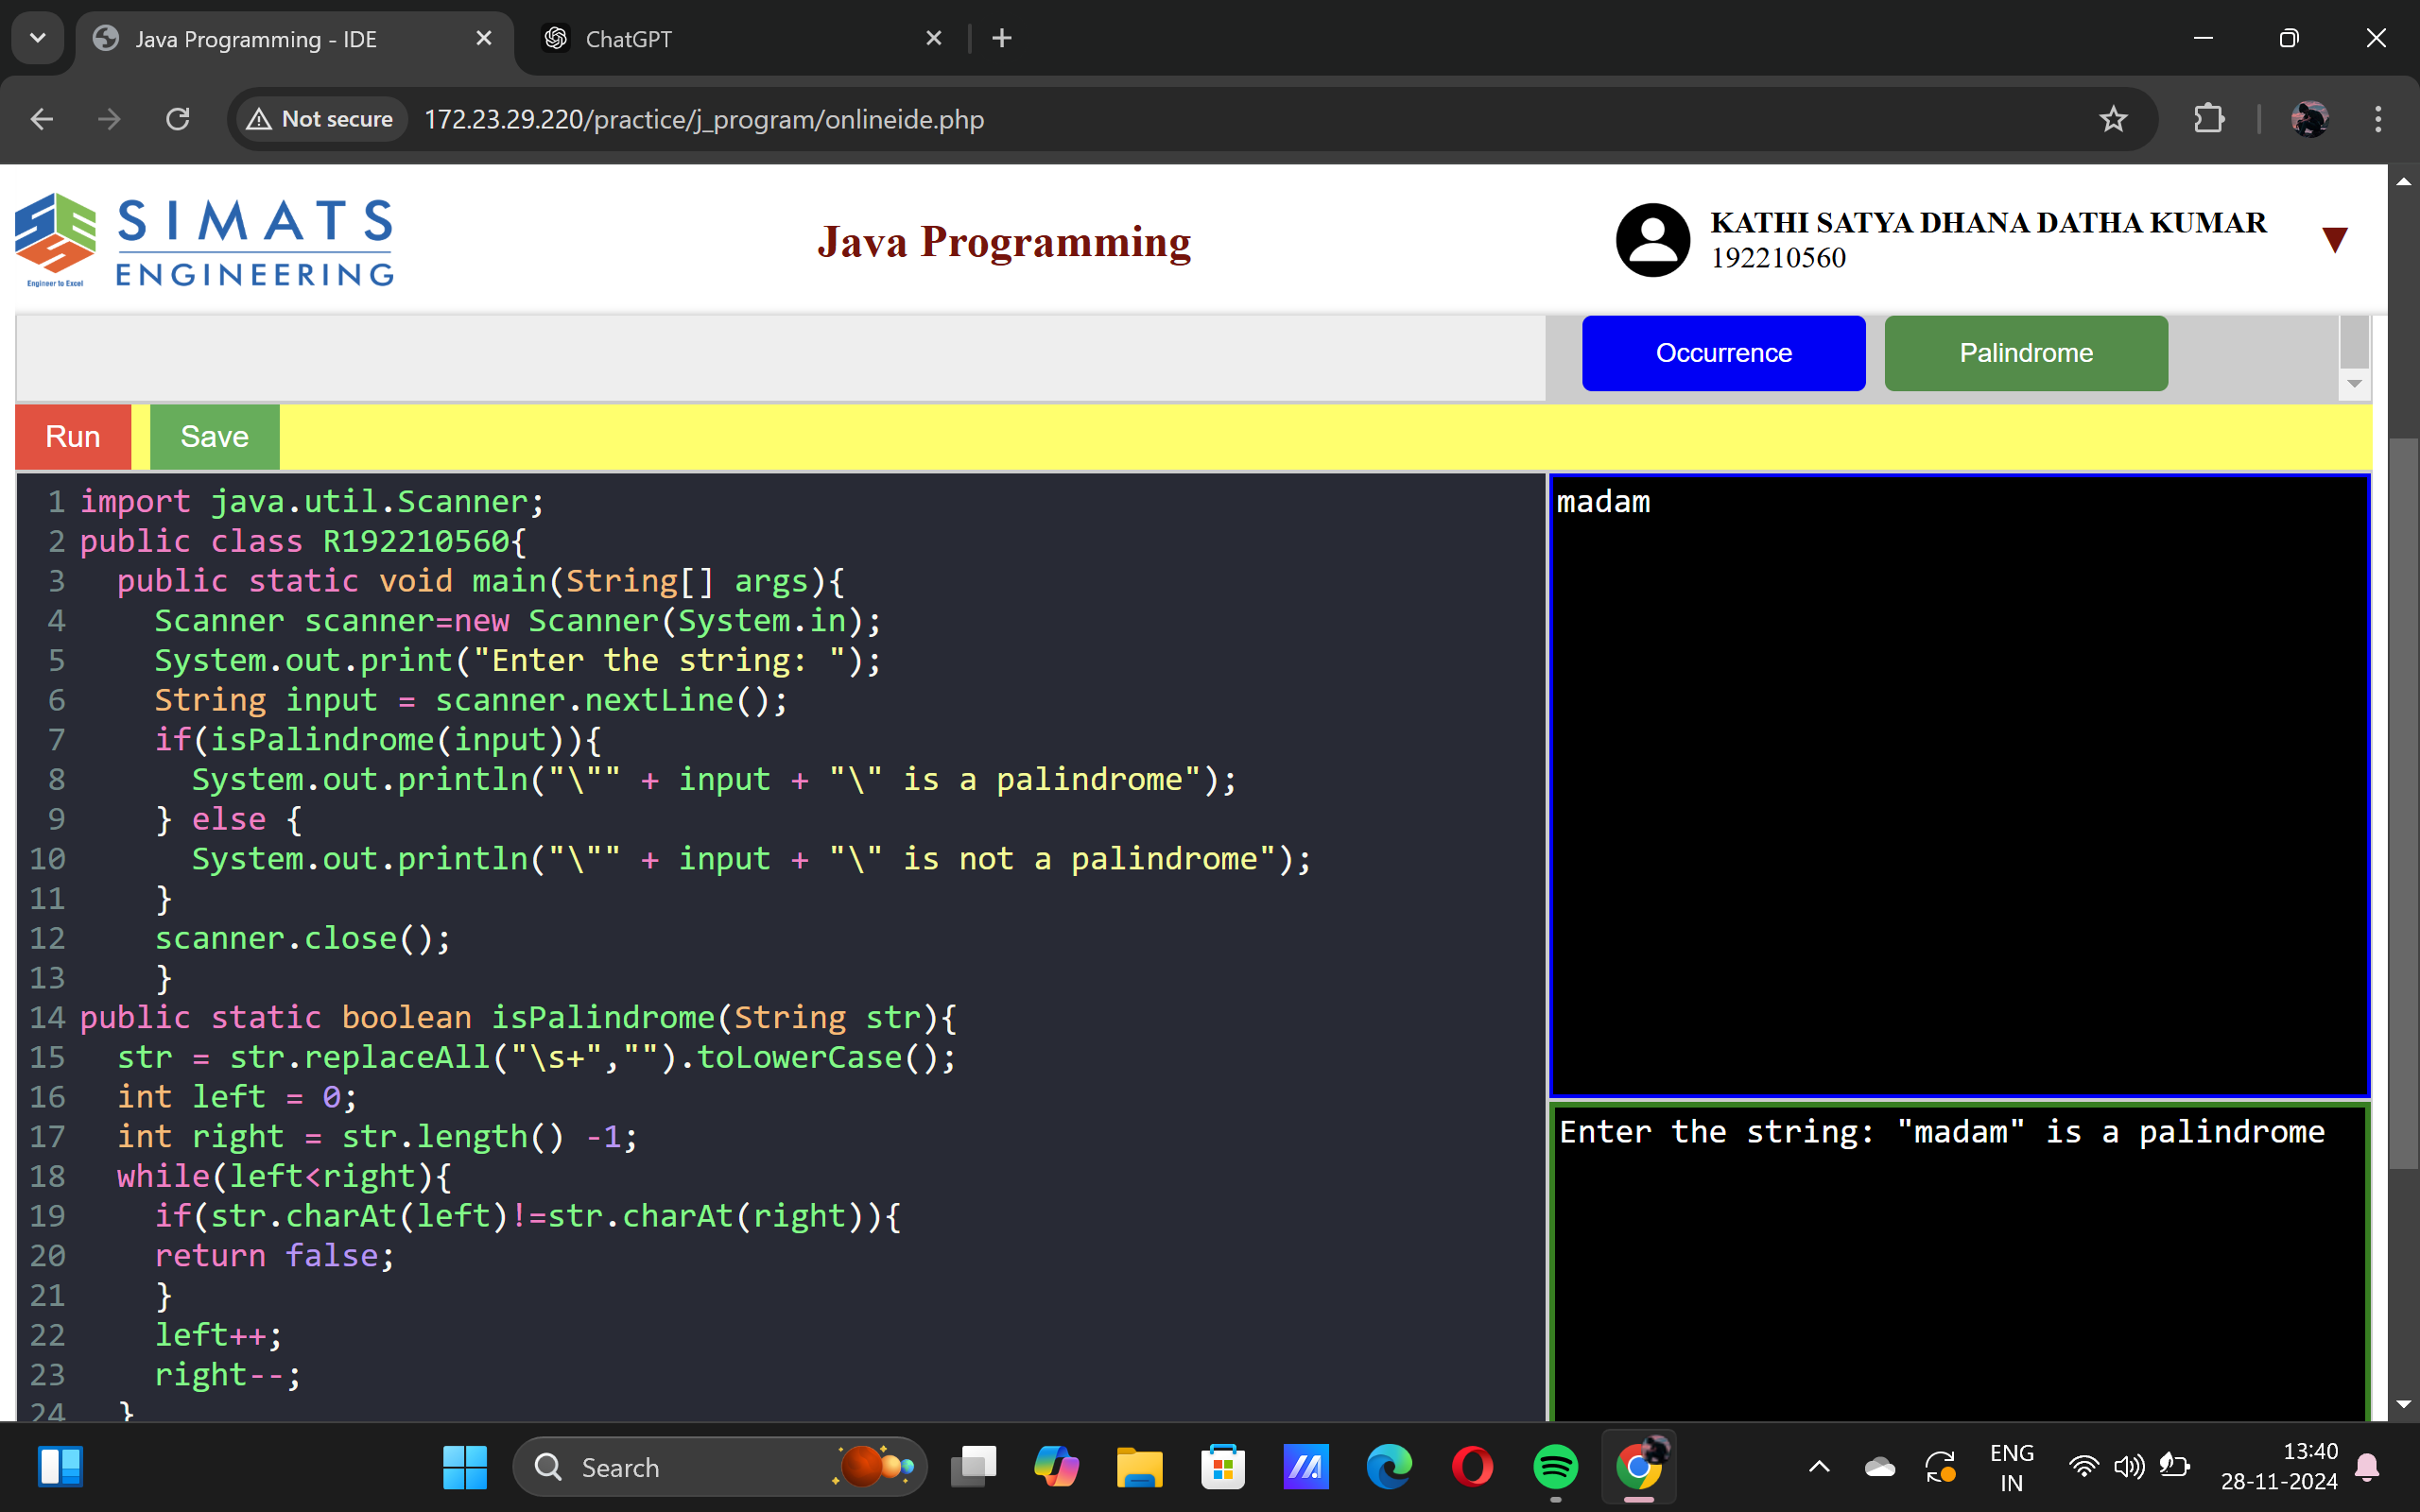 Java Programming - IDE
ChatGPT
Not secure
172.23.29.220/practice/j_program/onlineide.php
SIMATS
ENGINEERING
Engineer to Excel
Java Programming
KATHI SATYA DHANA DATHA KUMAR
192210560
Occurrence
Palindrome
Run
Save
1 import java.util.Scanner;
2 public class R192210560{
3 public static void main(String[] args){
4 Scanner scanner=new Scanner(System.in);
5 System.out.print("Enter the string: ");
6 String input = scanner.nextLine();
7 if(isPalindrome(input)){
8 System.out.println("\"" + input + "\" is a palindrome");
9 } else {
10 System.out.println("\"" + input + "\" is not a palindrome");
11 }
12 scanner.close();
13 }
14 public static boolean isPalindrome(String str){
15 str = str.replaceAll("\s+","").toLowerCase();
16 int left = 0;
17 int right = str.length() -1;
18 while(left<right){
19 if(str.charAt(left)!=str.charAt(right)){
20 return false;
21 }
22 left++;
23 right--;
24 }
madam
Enter the string: "madam" is a palindrome
Search
ENG
IN
13:40
28-11-2024